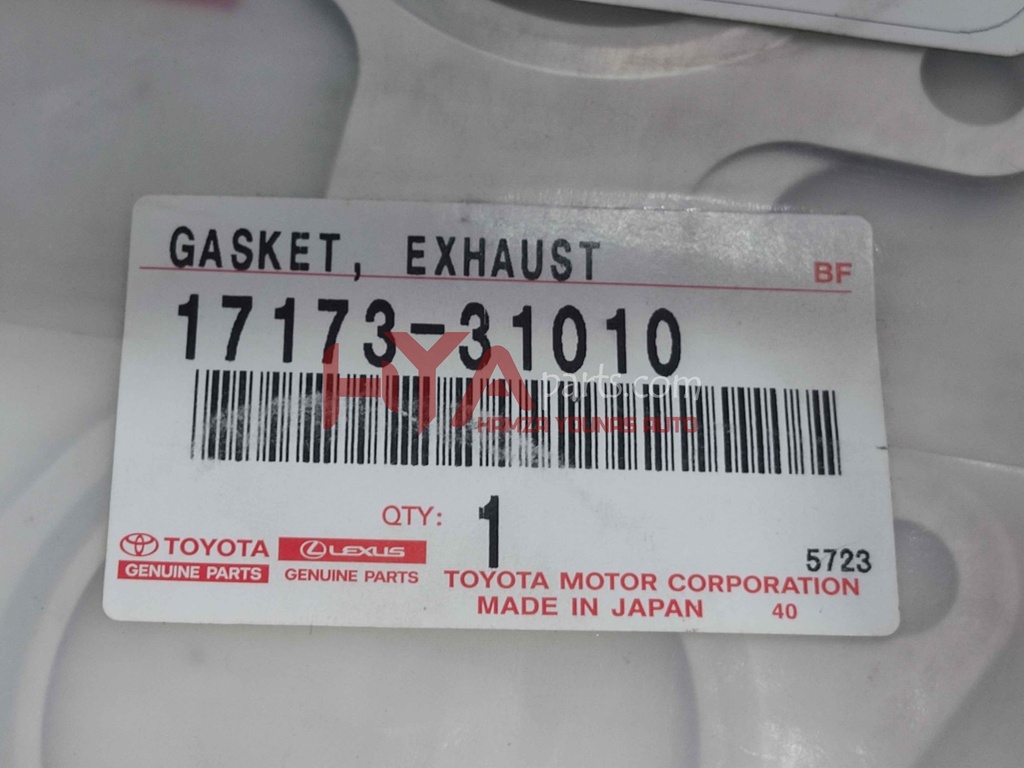 GASKET, EXHAUST
BF
17173-31010
HYAparts.com
HAMZA YOUNAS AUTO
QTY: 1
TOYOTA
GENUINE PARTS
LEXUS
GENUINE PARTS
5723
TOYOTA MOTOR CORPORATION
MADE IN JAPAN 40